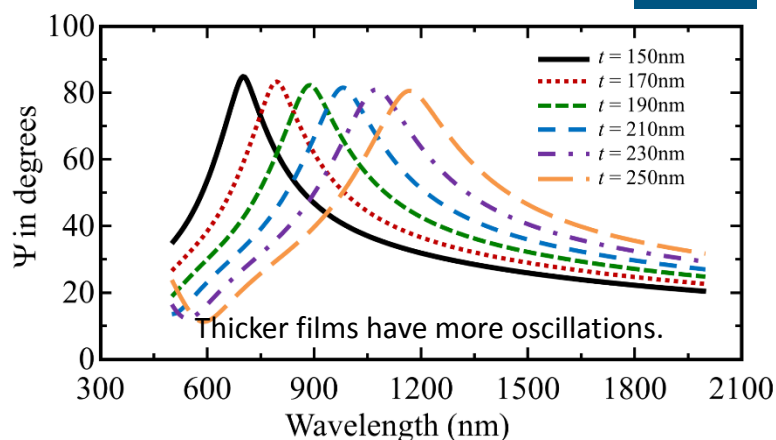 100
80
60
40
20
0
Ψ in degrees
t = 150nm
t = 170nm
t = 190nm
t = 210nm
t = 230nm
t = 250nm
Thicker films have more oscillations.
300 600 900 1200 1500 1800 2100
Wavelength (nm)